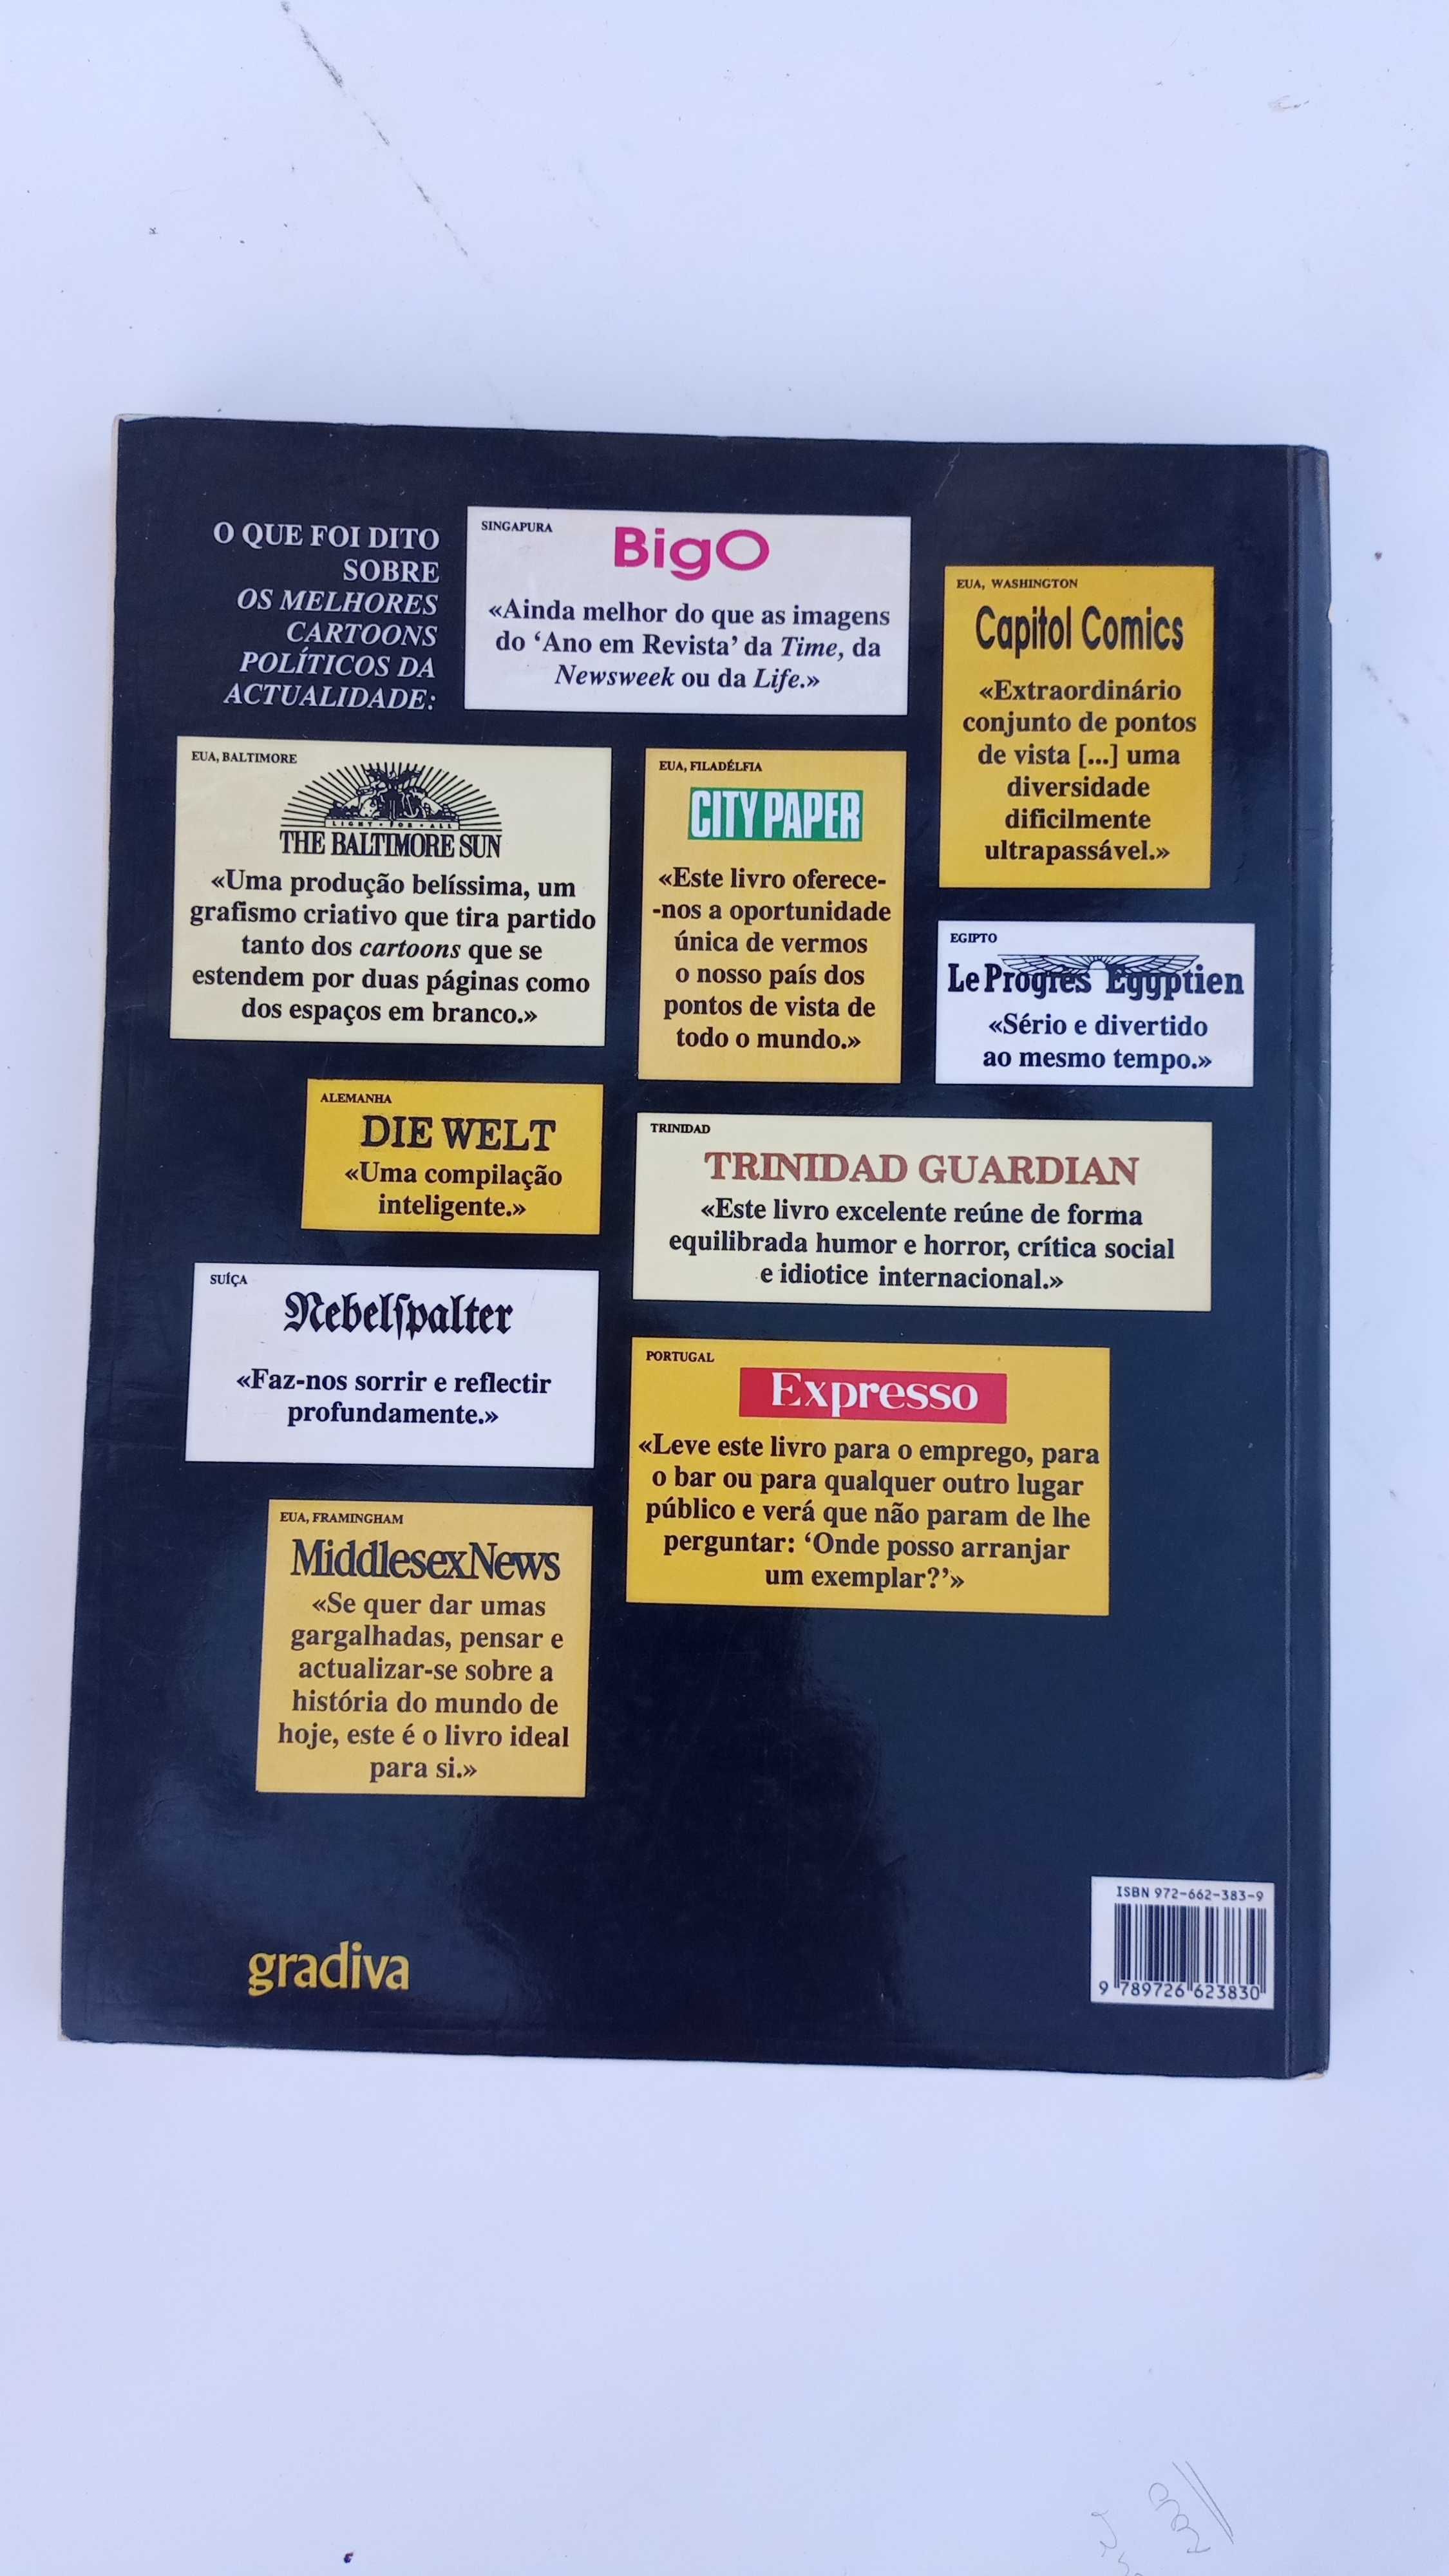 O QUE FOI DITO
SOBRE
OS MELHORES
CARTOONS
POLÍTICOS DA
ACTUALIDADE:
SINGAPURA
BigO
«Ainda melhor do que as imagens
do ‘Ano em Revista’ da Time, da
Newsweek ou da Life.»
EUA, WASHINGTON
Capitol Comics
«Extraordinário
conjunto de pontos
de vista [...] uma
diversidade
dificilmente
ultrapassável.»
EUA, BALTIMORE
LIGHT • FOR • ALL
THE BALTIMORE SUN
«Uma produção belíssima, um
grafismo criativo que tira partido
tanto dos cartoons que se
estendem por duas páginas como
dos espaços em branco.»
EUA, FILADÉLFIA
CITY PAPER
«Este livro oferece-
-nos a oportunidade
única de vermos
o nosso país dos
pontos de vista de
todo o mundo.»
EGIPTO
Le Progrès Egyptien
«Sério e divertido
ao mesmo tempo.»
ALEMANHA
DIE WELT
«Uma compilação
inteligente.»
TRINIDAD
TRINIDAD GUARDIAN
«Este livro excelente reúne de forma
equilibrada humor e horror, crítica social
e idiotice internacional.»
SUÍÇA
Nebelſpalter
«Faz-nos sorrir e reflectir
profundamente.»
PORTUGAL
Expresso
«Leve este livro para o emprego, para
o bar ou para qualquer outro lugar
público e verá que não param de lhe
perguntar: ‘Onde posso arranjar
um exemplar?’»
EUA, FRAMINGHAM
MiddlesexNews
«Se quer dar umas
gargalhadas, pensar e
actualizar-se sobre a
história do mundo de
hoje, este é o livro ideal
para si.»
gradiva
ISBN 972-662-383-9
9 789726 623830